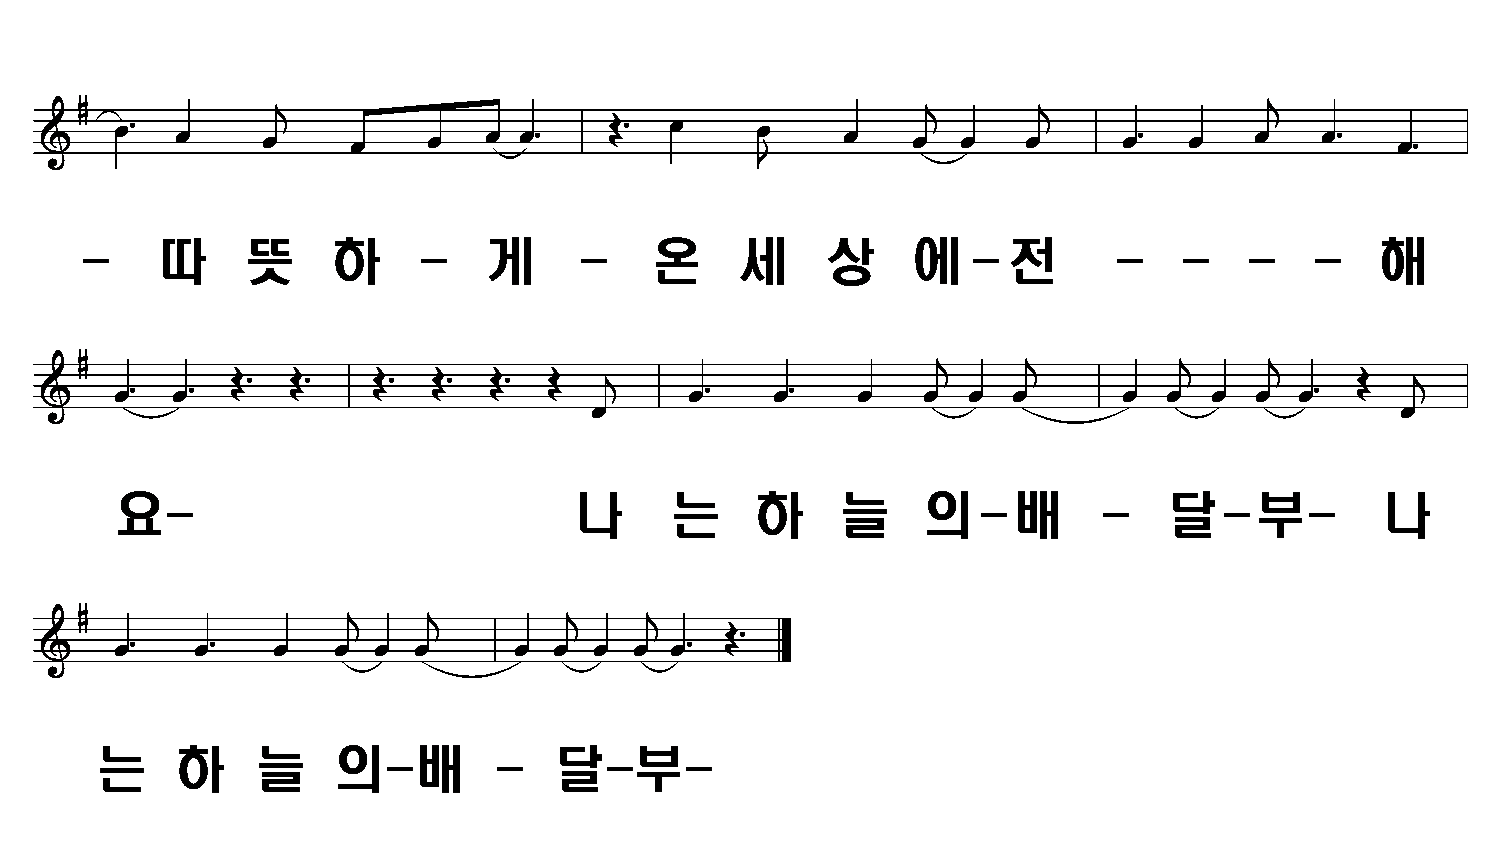 - 따 뜻 하 - 게 - 온 세 상 에 - 전 - - - - 해
요 - 나 는 하 늘 의 - 배 - 달 - 부 - 나
는 하 늘 의 - 배 - 달 - 부 -